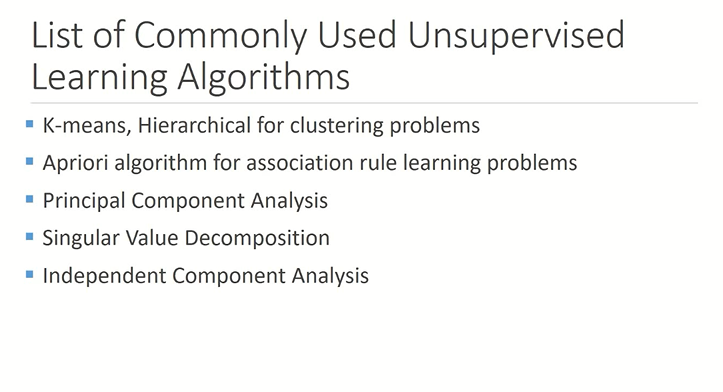 List of Commonly Used Unsupervised
Learning Algorithms
▪ K-means, Hierarchical for clustering problems
▪ Apriori algorithm for association rule learning problems
▪ Principal Component Analysis
▪ Singular Value Decomposition
▪ Independent Component Analysis